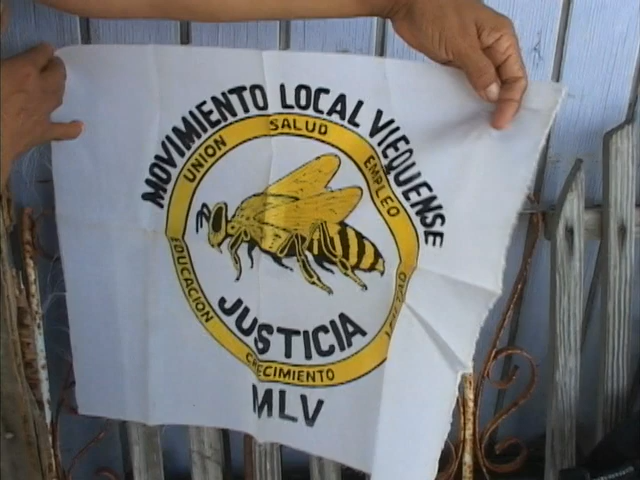 MOVIMIENTO LOCAL VIEQUENSE
UNION SALUD EMPLEO
EDUCACION
JUSTICIA
CRECIMIENTO
MLV